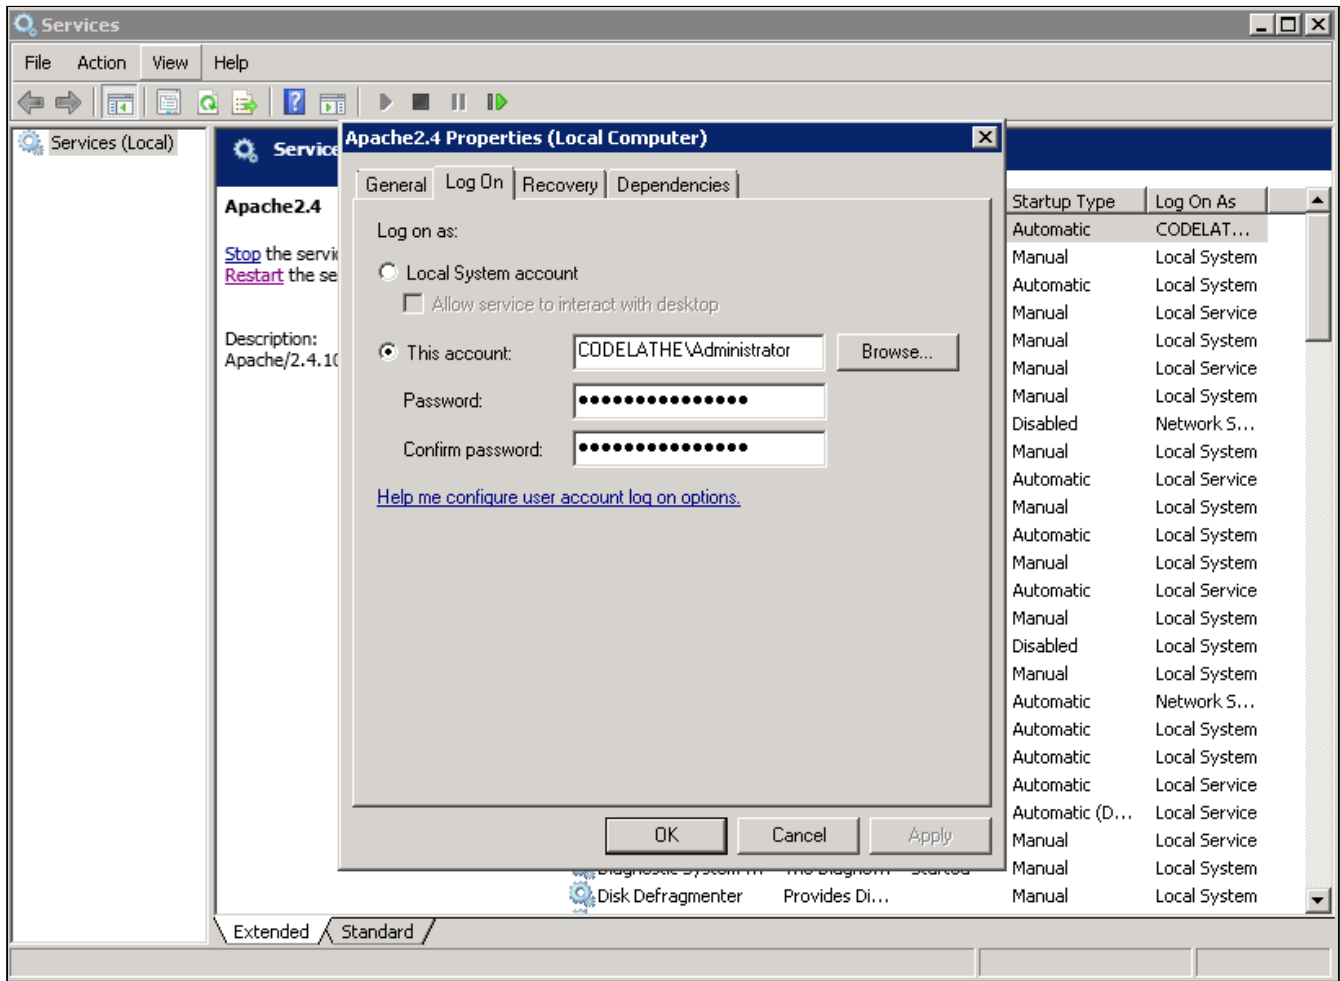 Services
File Action View Help
Services (Local)
Service
Apache2.4
Stop the servi
Restart the se
Description:
Apache/2.4.10
Apache2.4 Properties (Local Computer)
General Log On Recovery Dependencies
Log on as:
Local System account
Allow service to interact with desktop
This account: CODELATHE\Administrator Browse...
Password: ●●●●●●●●●●●●●●●
Confirm password: ●●●●●●●●●●●●●●●
Help me configure user account log on options.
OK Cancel Apply
Startup Type Log On As
Automatic CODELAT...
Manual Local System
Automatic Local System
Manual Local Service
Manual Local System
Manual Local Service
Manual Local System
Disabled Network S...
Manual Local System
Automatic Local Service
Manual Local System
Automatic Local System
Manual Local System
Automatic Local Service
Manual Local System
Disabled Local System
Manual Local System
Automatic Network S...
Automatic Local System
Automatic Local System
Automatic Local Service
Automatic (D... Local Service
Manual Local Service
Manual Local System
Disk Defragmenter Provides Di... Manual Local System
Extended Standard